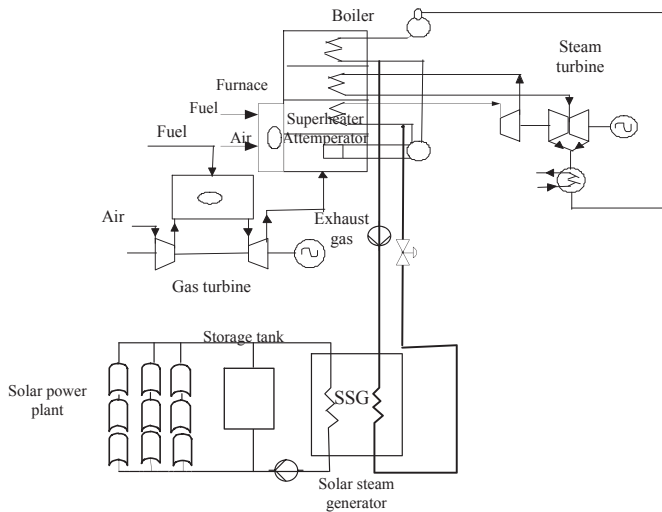 Boiler
Steam
turbine
Furnace
Fuel
Superheater
Fuel
Air
Attemperator
Air
Exhaust
gas
Gas turbine
Storage tank
Solar power
plant
SSG
Solar steam
generator